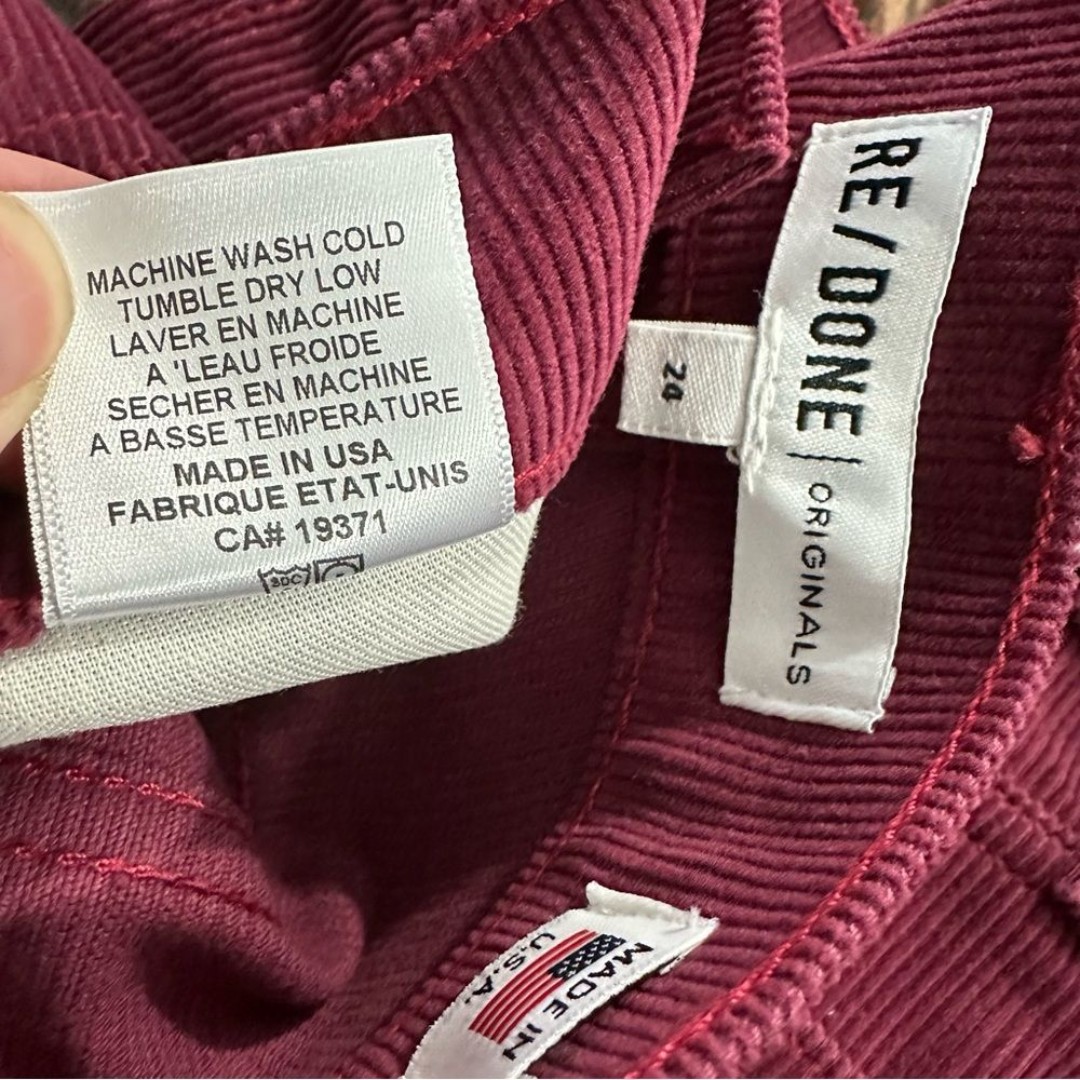 MACHINE WASH COLD
TUMBLE DRY LOW
LAVER EN MACHINE
A 'LEAU FROIDE
SECHER EN MACHINE
A BASSE TEMPERATURE
MADE IN USA
FABRIQUE ETAT-UNIS
CA# 19371
SDC
RE/DONE | ORIGINALS
24
MADE IN
U.S.A.